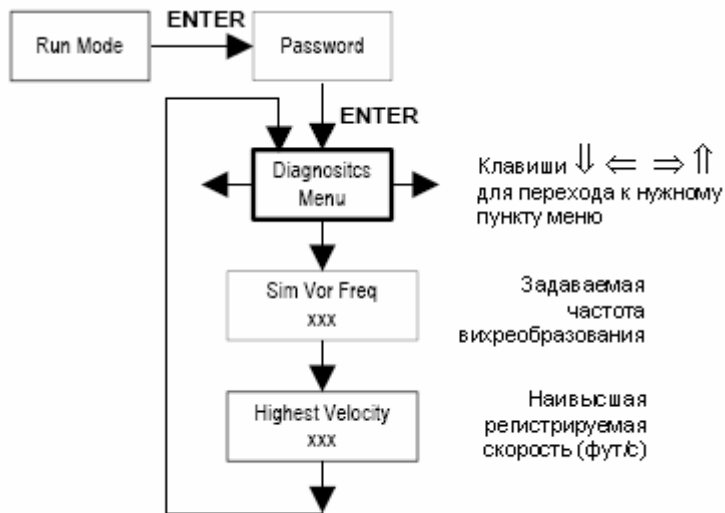 ENTER
Run Mode
Password
ENTER
Diagnositcs
Menu
Клавиши ⇓ ⇐ ⇒ ⇑
для перехода к нужному
пункту меню
Sim Vor Freq
xxx
Задаваемая
частота
вихреобразования
Highest Velocity
xxx
Наивысшая
регистрируемая
скорость (фут/с)